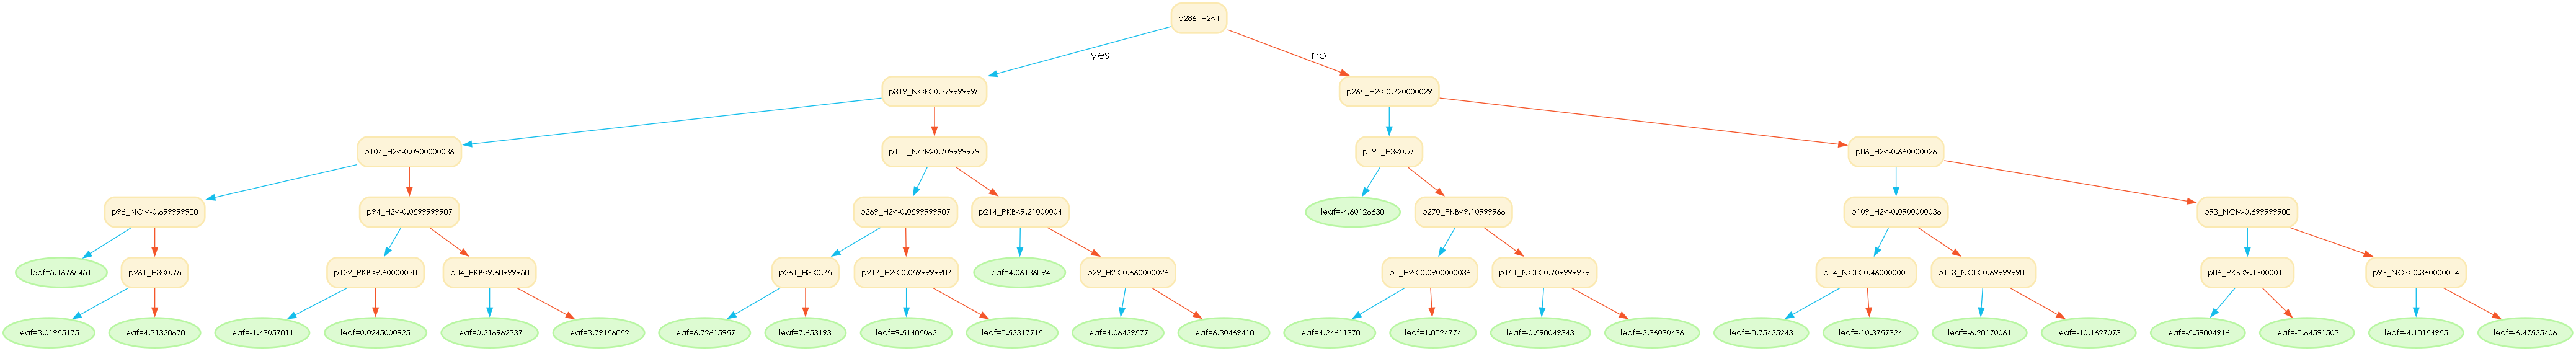 p286_H2<1
yes
no
p319_NCI<-0.379999995
p265_H2<-0.720000029
p104_H2<-0.0900000036
p181_NCI<-0.709999979
p198_H3<0.75
p86_H2<-0.660000026
p96_NCI<-0.699999988
p94_H2<-0.0599999987
p269_H2<-0.0599999987
p214_PKB<9.21000004
leaf=-4.60126638
p270_PKB<9.10999966
p109_H2<-0.0900000036
p93_NCI<-0.699999988
leaf=5.16765451
p261_H3<0.75
p122_PKB<9.60000038
p84_PKB<9.68999958
p261_H3<0.75
p217_H2<-0.0599999987
leaf=4.06136894
p29_H2<-0.660000026
p1_H2<-0.0900000036
p151_NCI<-0.709999979
p84_NCI<-0.460000008
p113_NCI<-0.699999988
p86_PKB<9.13000011
p93_NCI<-0.360000014
leaf=3.01955175
leaf=4.31328678
leaf=-1.43057811
leaf=0.0245000925
leaf=0.216962337
leaf=3.79156852
leaf=6.72615957
leaf=7.653193
leaf=9.51485062
leaf=8.52317715
leaf=4.06429577
leaf=6.30469418
leaf=4.24611378
leaf=1.8824774
leaf=-0.598049343
leaf=-2.36030436
leaf=-8.75425243
leaf=-10.3757324
leaf=-6.28170061
leaf=-10.1627073
leaf=-5.59804916
leaf=-8.64591503
leaf=-4.18154955
leaf=-6.47525406